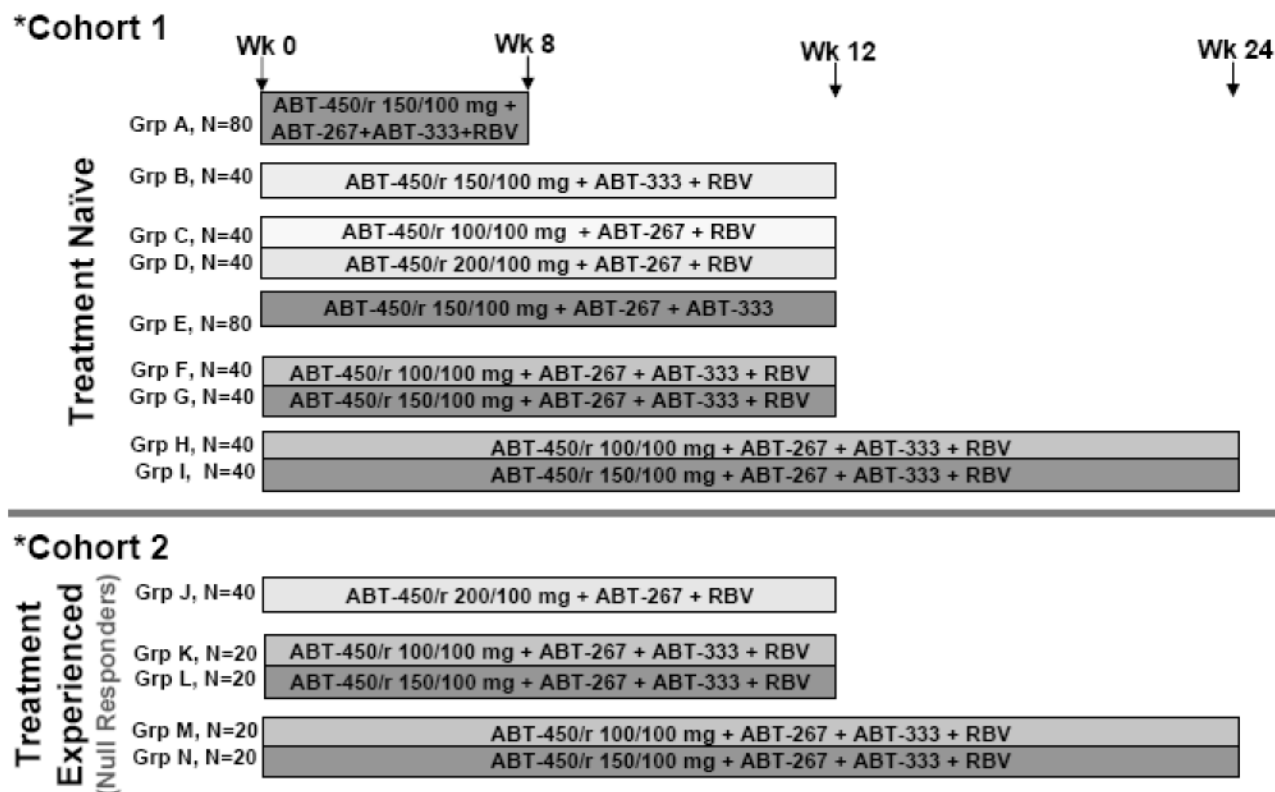 *Cohort 1
Wk 0
Wk 8
Wk 12
Wk 24
Treatment Naïve
Grp A, N=80
ABT-450/r 150/100 mg +
ABT-267+ABT-333+RBV
Grp B, N=40
ABT-450/r 150/100 mg + ABT-333 + RBV
Grp C, N=40
ABT-450/r 100/100 mg + ABT-267 + RBV
Grp D, N=40
ABT-450/r 200/100 mg + ABT-267 + RBV
Grp E, N=80
ABT-450/r 150/100 mg + ABT-267 + ABT-333
Grp F, N=40
ABT-450/r 100/100 mg + ABT-267 + ABT-333 + RBV
Grp G, N=40
ABT-450/r 150/100 mg + ABT-267 + ABT-333 + RBV
Grp H, N=40
ABT-450/r 100/100 mg + ABT-267 + ABT-333 + RBV
Grp I, N=40
ABT-450/r 150/100 mg + ABT-267 + ABT-333 + RBV
*Cohort 2
Treatment
Experienced
(Null Responders)
Grp J, N=40
ABT-450/r 200/100 mg + ABT-267 + RBV
Grp K, N=20
ABT-450/r 100/100 mg + ABT-267 + ABT-333 + RBV
Grp L, N=20
ABT-450/r 150/100 mg + ABT-267 + ABT-333 + RBV
Grp M, N=20
ABT-450/r 100/100 mg + ABT-267 + ABT-333 + RBV
Grp N, N=20
ABT-450/r 150/100 mg + ABT-267 + ABT-333 + RBV